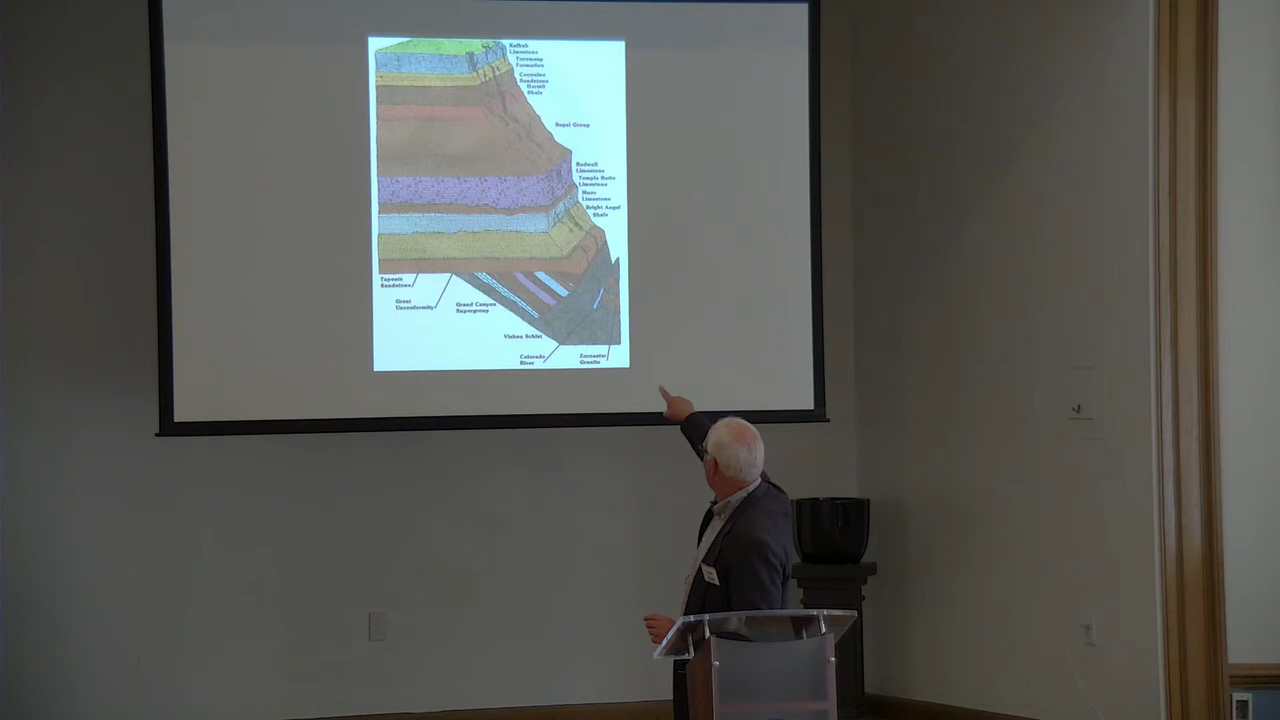 Kaibab
Limestone
Toroweap
Formation
Coconino
Sandstone
Hermit
Shale
Supai Group
Redwall
Limestone
Temple Butte
Limestone
Muav
Limestone
Bright Angel
Shale
Tapeats
Sandstone
Great
Unconformity
Grand Canyon
Supergroup
Vishnu Schist
Colorado
River
Zoroaster
Granite